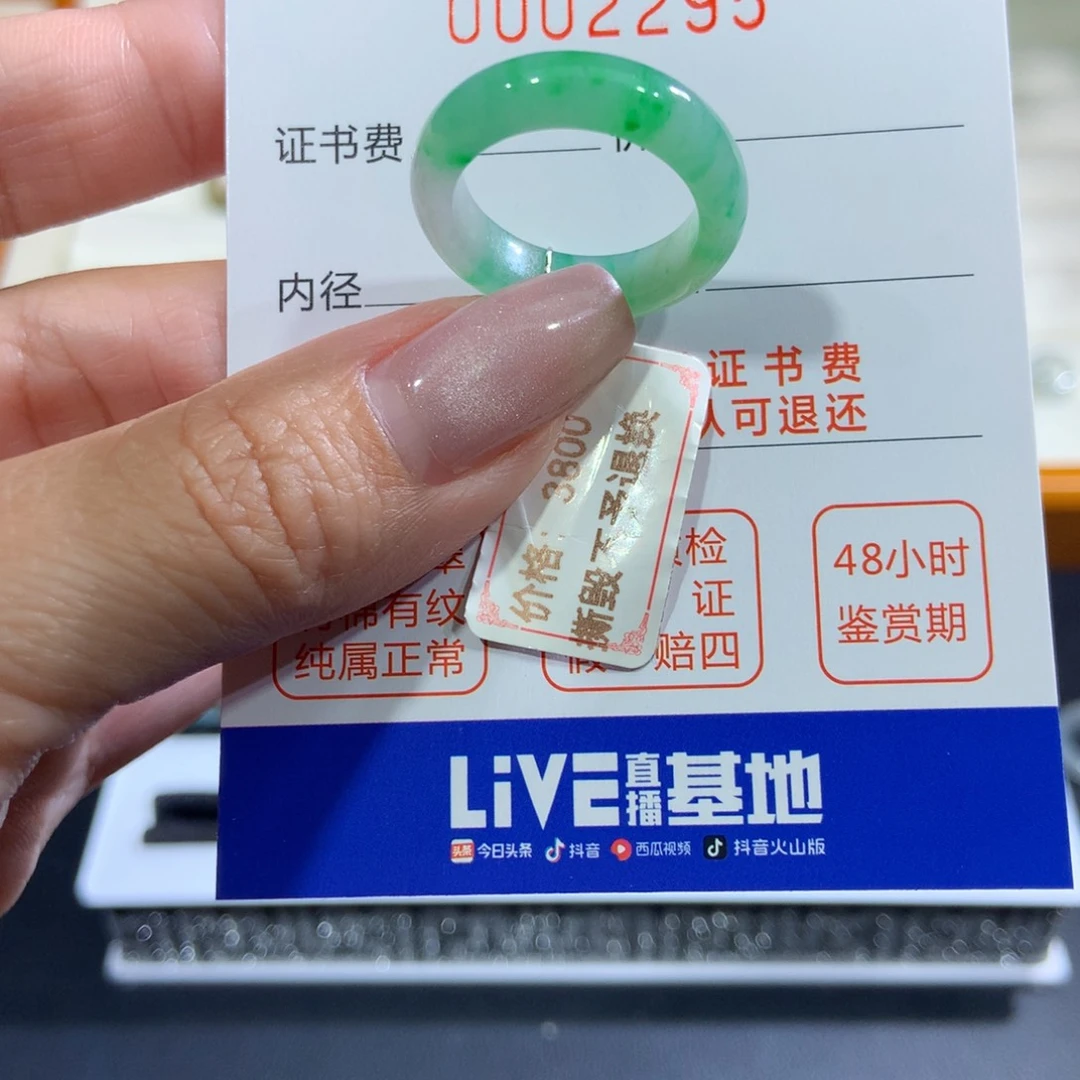 0002295
证书费
内径
证书费
可退还
价格: 3800
撕毁不予退换
有纹
纯属正常
检
证
赔四
48小时
鉴赏期
LiVE直播基地
头条 今日头条 抖音 西瓜视频 抖音火山版